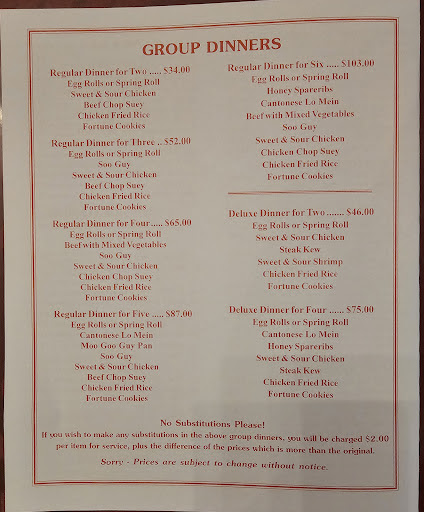 GROUP DINNERS
Regular Dinner for Two ..... $34.00
Egg Rolls or Spring Roll
Sweet & Sour Chicken
Beef Chop Suey
Chicken Fried Rice
Fortune Cookies
Regular Dinner for Three .. $52.00
Egg Rolls or Spring Roll
Soo Guy
Sweet & Sour Chicken
Beef Chop Suey
Chicken Fried Rice
Fortune Cookies
Regular Dinner for Four .... $65.00
Egg Rolls or Spring Roll
Beef with Mixed Vegetables
Soo Guy
Sweet & Sour Chicken
Chicken Chop Suey
Chicken Fried Rice
Fortune Cookies
Regular Dinner for Five ..... $87.00
Egg Rolls or Spring Roll
Cantonese Lo Mein
Moo Goo Guy Pan
Soo Guy
Sweet & Sour Chicken
Beef Chop Suey
Chicken Fried Rice
Fortune Cookies
Regular Dinner for Six ..... $103.00
Egg Rolls or Spring Roll
Honey Spareribs
Cantonese Lo Mein
Beef with Mixed Vegetables
Soo Guy
Sweet & Sour Chicken
Chicken Chop Suey
Chicken Fried Rice
Fortune Cookies
Deluxe Dinner for Two ....... $46.00
Egg Rolls or Spring Roll
Sweet & Sour Chicken
Steak Kew
Sweet & Sour Shrimp
Chicken Fried Rice
Fortune Cookies
Deluxe Dinner for Four ...... $75.00
Egg Rolls or Spring Roll
Cantonese Lo Mein
Honey Spareribs
Sweet & Sour Chicken
Steak Kew
Chicken Fried Rice
Fortune Cookies
No Substitutions Please!
If you wish to make any substitutions in the above group dinners, you will be charged $2.00
per item for service, plus the difference of the prices which is more than the original.
Sorry - Prices are subject to change without notice.